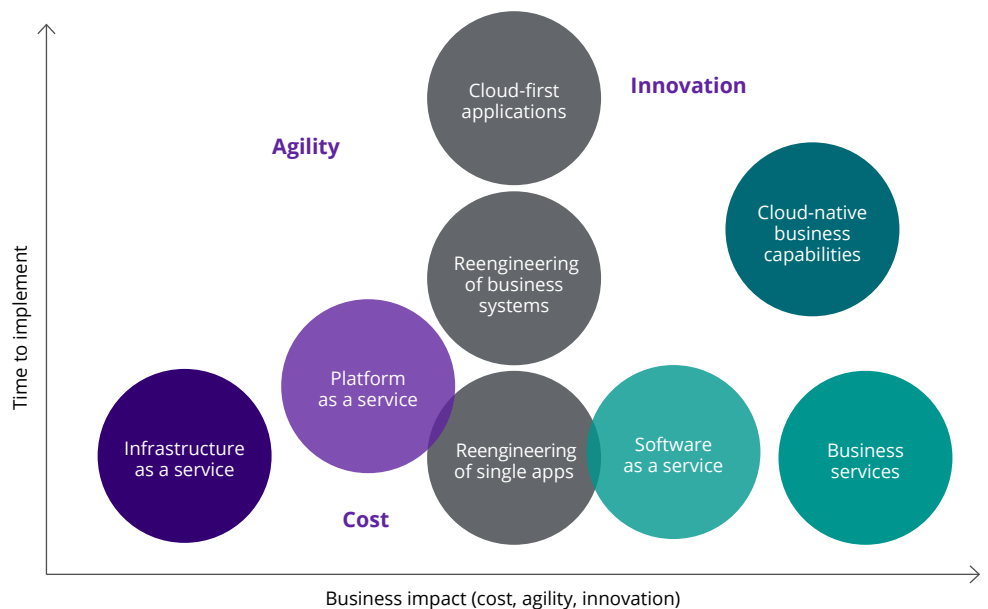 Cloud-first
applications
Innovation
Agility
Cloud-native
business
capabilities
Reengineering
of business
systems
Time to implement
Platform
as a service
Infrastructure
as a service
Reengineering
of single apps
Software
as a service
Business
services
Cost
Business impact (cost, agility, innovation)